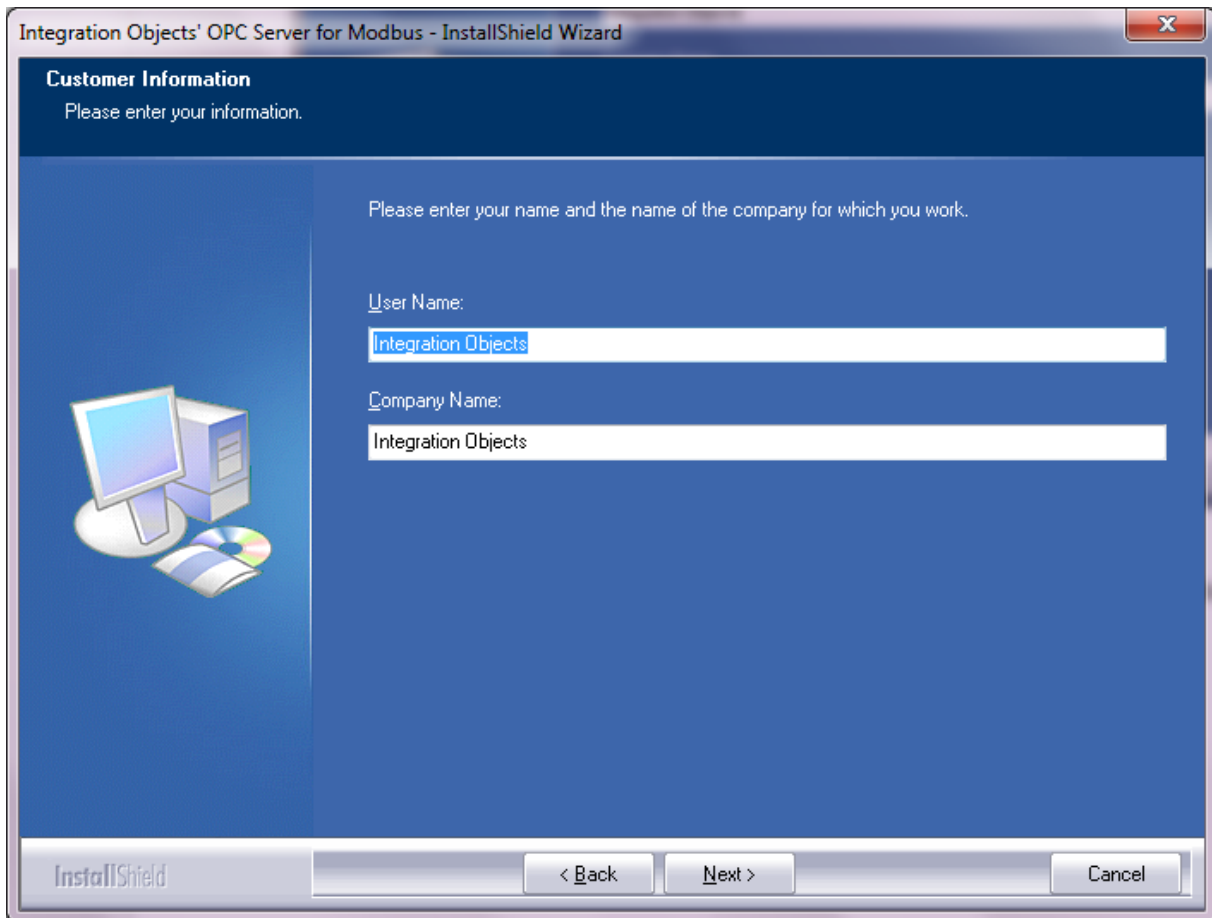 Integration Objects' OPC Server for Modbus - InstallShield Wizard
Customer Information
Please enter your information.
Please enter your name and the name of the company for which you work.
User Name:
Integration Objects
Company Name:
Integration Objects
InstallShield
< Back
Next >
Cancel